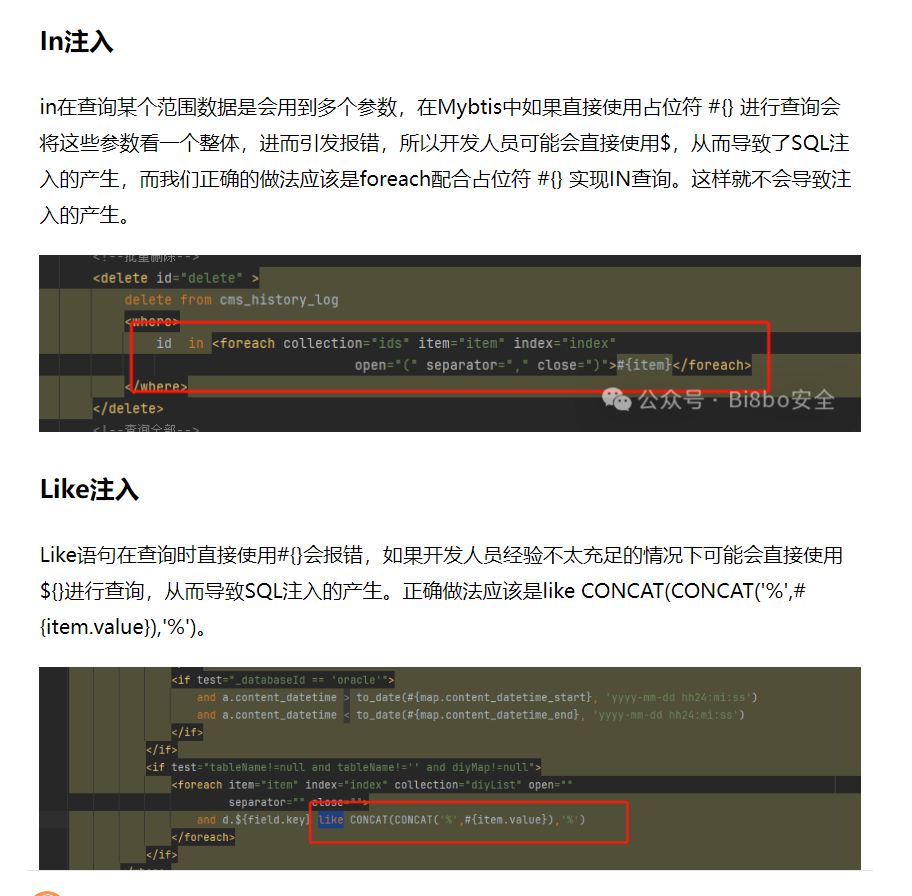 In注入
in在查询某个范围数据是会用到多个参数，在Mybtis中如果直接使用占位符 #{} 进行查询会
将这些参数看一个整体，进而引发报错，所以开发人员可能会直接使用$，从而导致了SQL注
入的产生，而我们正确的做法应该是foreach配合占位符 #{} 实现IN查询。这样就不会导致注
入的产生。
<!--批量删除-->
<delete id="delete" >
delete from cms_history_log
<where>
id in <foreach collection="ids" item="item" index="index"
open="(" separator="," close=")">#{item}</foreach>
</where>
</delete>
公众号 · Bi8bo安全
<!--查询全部-->
Like注入
Like语句在查询时直接使用#{}会报错，如果开发人员经验不太充足的情况下可能会直接使用
${}进行查询，从而导致SQL注入的产生。正确做法应该是like CONCAT(CONCAT('%',#
{item.value}),'%')。
<if test="_databaseId == 'oracle'">
and a.content_datetime > to_date(#{map.content_datetime_start}, 'yyyy-mm-dd hh24:mi:ss')
and a.content_datetime < to_date(#{map.content_datetime_end}, 'yyyy-mm-dd hh24:mi:ss')
</if>
</if>
<if test="tableName!=null and tableName!='' and diyMap!=null">
<foreach item="item" index="index" collection="diyList" open=""
separator="" close="">
and d.${field.key} like CONCAT(CONCAT('%',#{item.value}),'%')
</foreach>
</if>